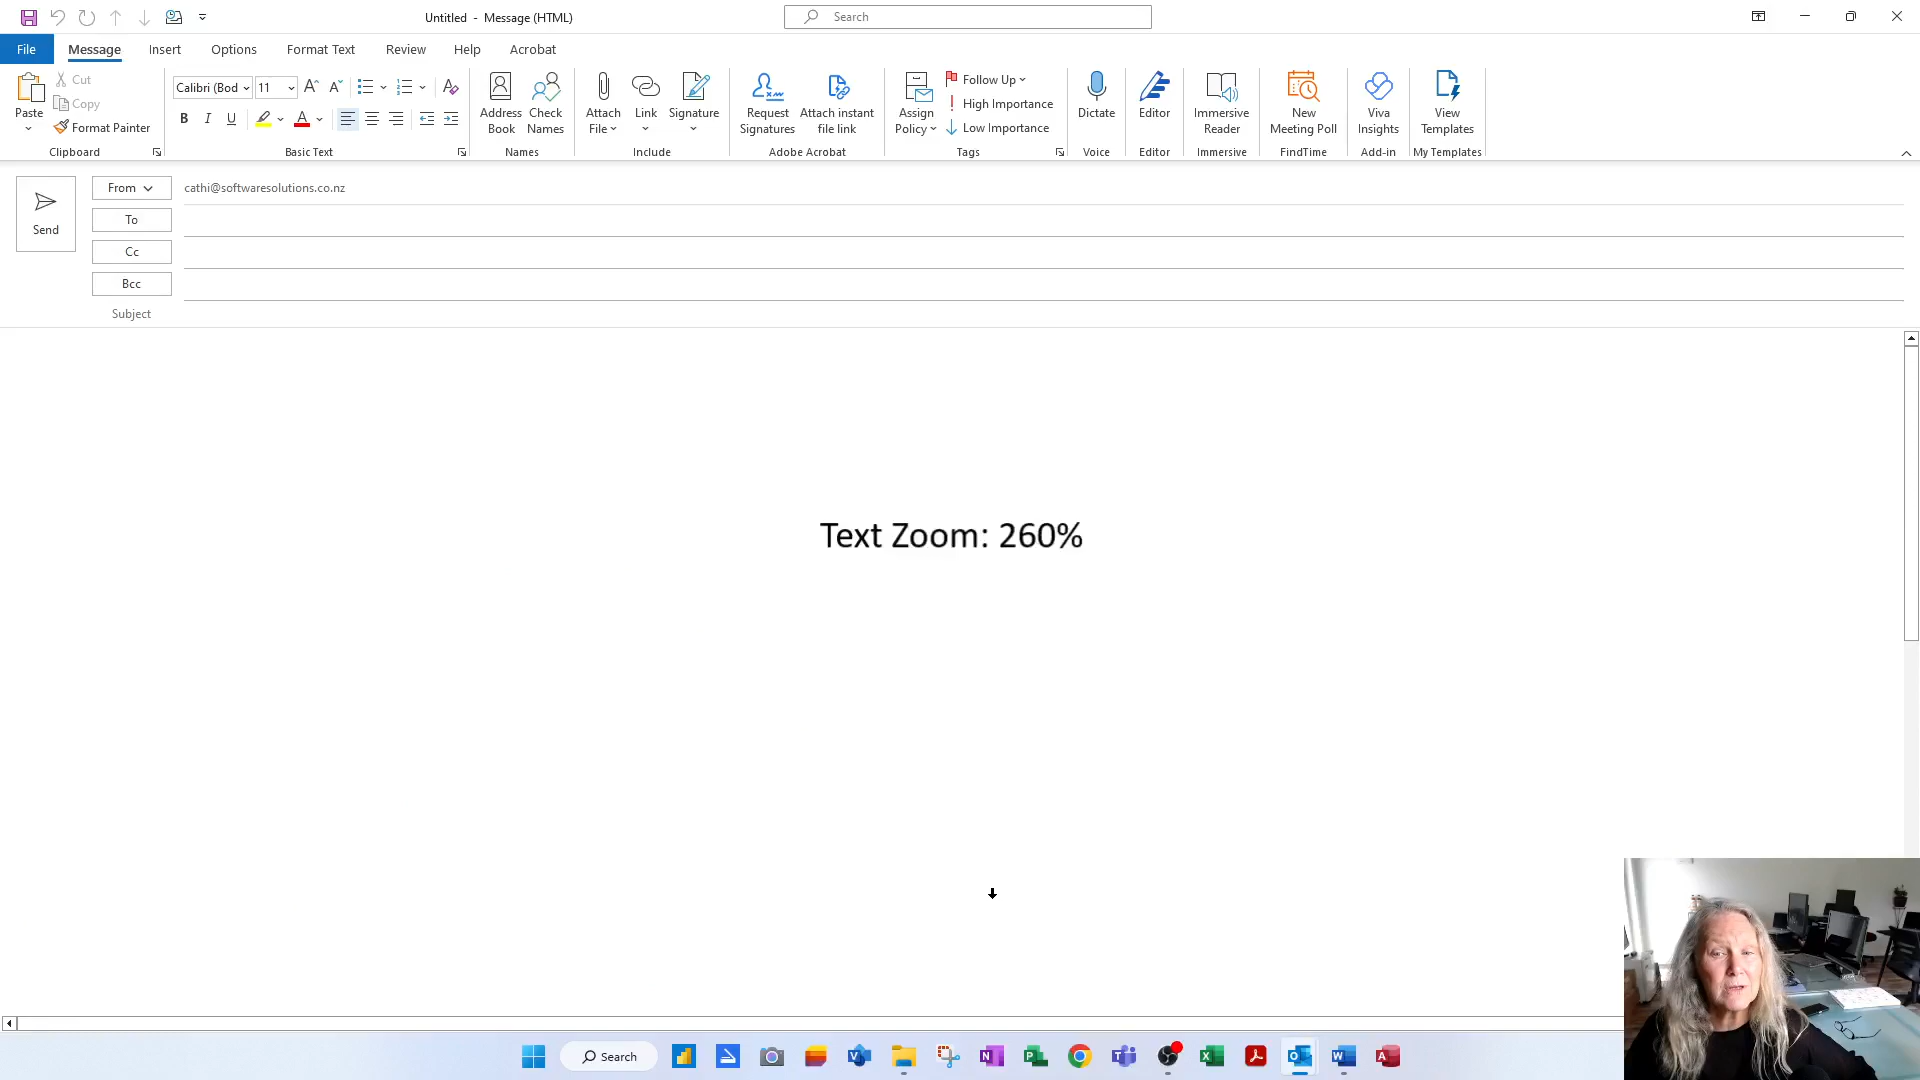 Untitled - Message (HTML)
Search
File
Message
Insert
Options
Format Text
Review
Help
Acrobat
Paste
Cut
Copy
Format Painter
Clipboard
Calibri (Bod
11
B I U
Basic Text
Address Book
Check Names
Names
Attach File
Link
Signature
Include
Request Signatures
Attach instant file link
Adobe Acrobat
Assign Policy
Follow Up
High Importance
Low Importance
Tags
Dictate
Voice
Editor
Editor
Immersive Reader
Immersive
New Meeting Poll
FindTime
Viva Insights
Add-in
View Templates
My Templates
Send
From
cathi@softwaresolutions.co.nz
To
Cc
Bcc
Subject
Text Zoom: 260%
Search